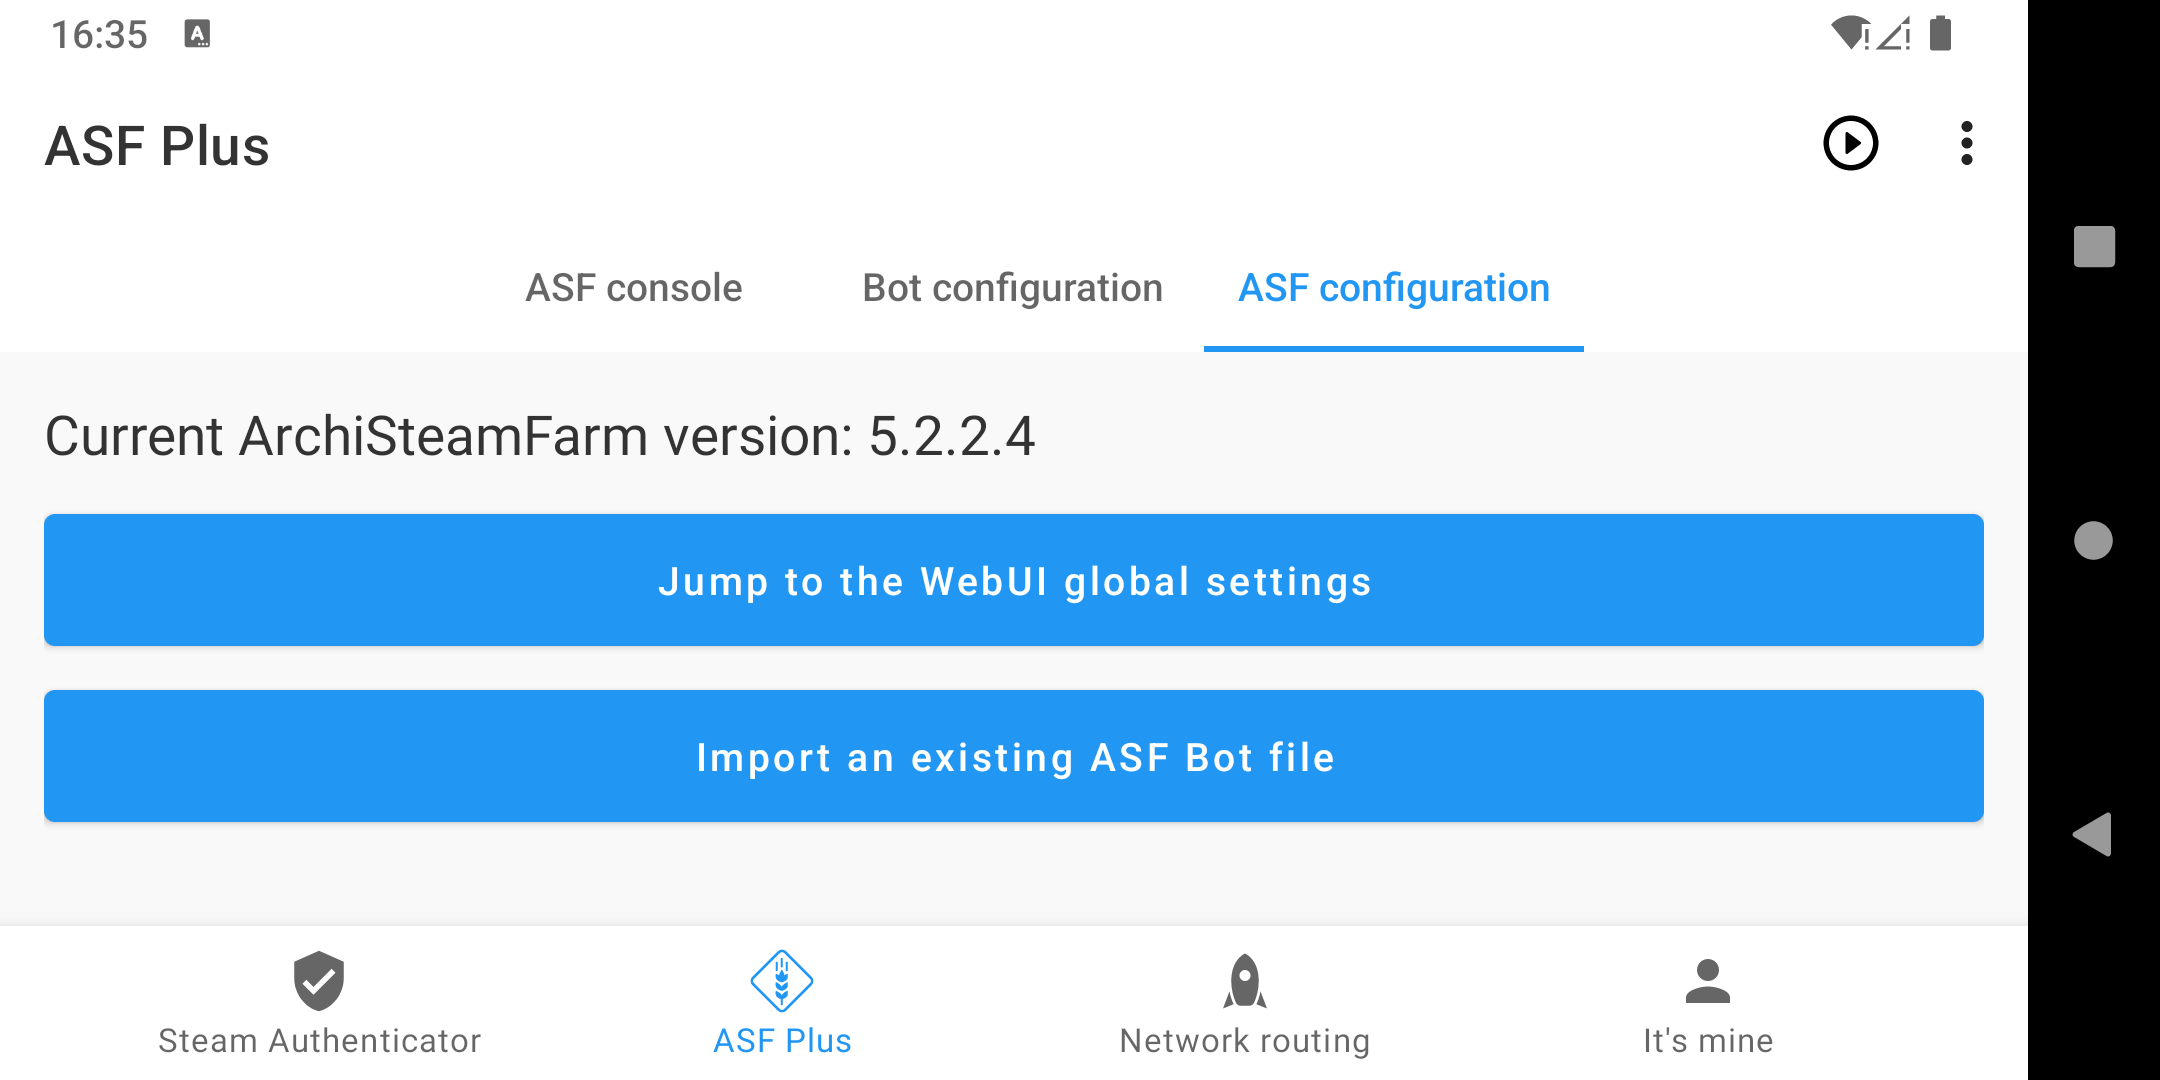 16:35
ASF Plus
ASF console
Bot configuration
ASF configuration
Current ArchiSteamFarm version: 5.2.2.4
Jump to the WebUI global settings
Import an existing ASF Bot file
Steam Authenticator
ASF Plus
Network routing
It's mine